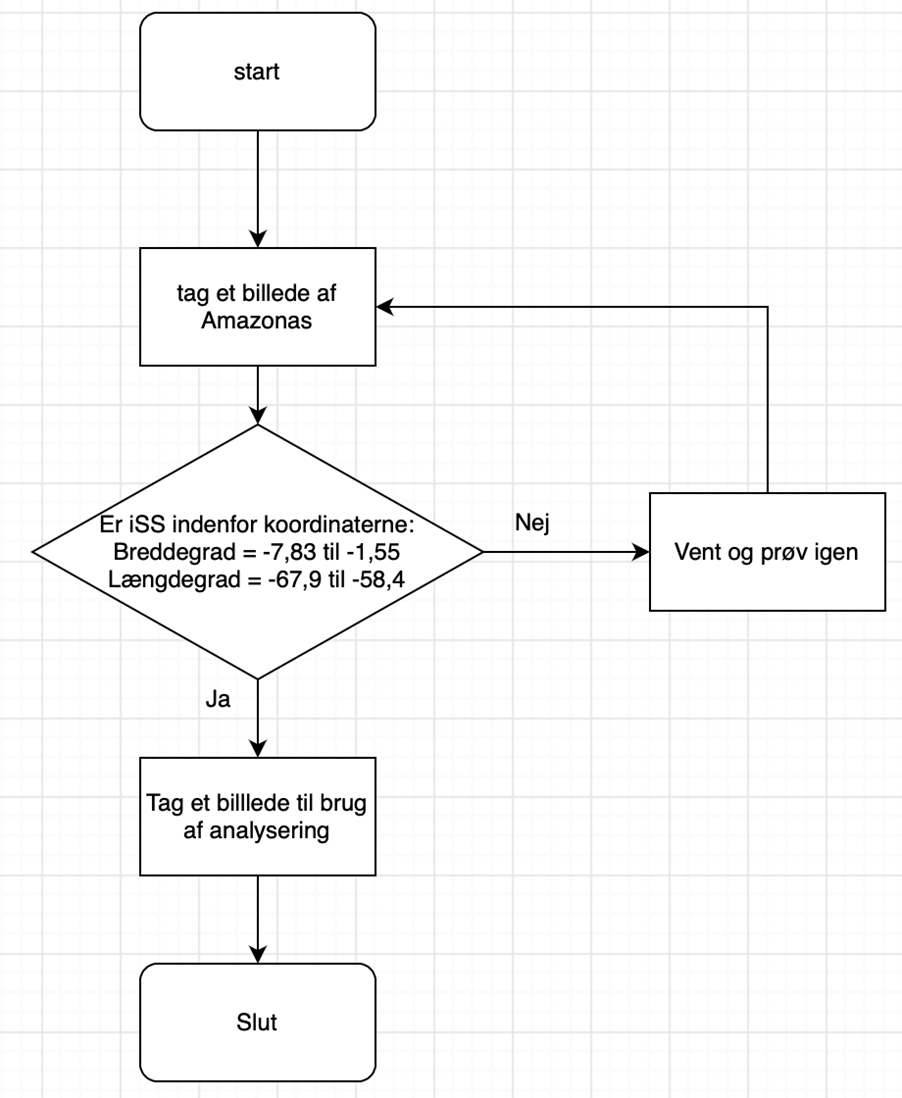 start
tag et billede af
Amazonas
Er iSS indenfor koordinaterne:
Breddegrad = -7,83 til -1,55
Længdegrad = -67,9 til -58,4
Nej
Vent og prøv igen
Ja
Tag et billlede til brug
af analysering
Slut